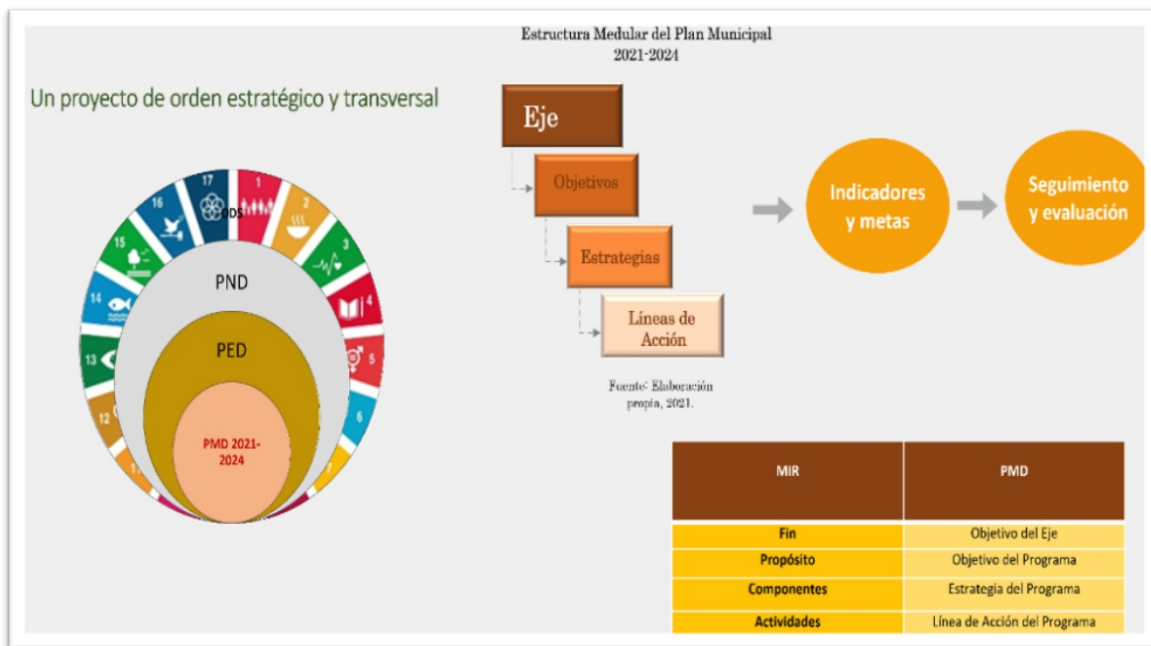 Estructura Medular del Plan Municipal
2021-2024
Un proyecto de orden estratégico y transversal
Eje
Objetivos
Estrategias
Líneas de
Acción
Fuente: Elaboración
propia, 2021.
Indicadores
y metas
Seguimiento
y evaluación
17
1
2
3
4
5
6
7
12
13
14
15
16
ODS
PND
PED
PMD 2021-
2024
MIR PMD
Fin Objetivo del Eje
Propósito Objetivo del Programa
Componentes Estrategia del Programa
Actividades Línea de Acción del Programa